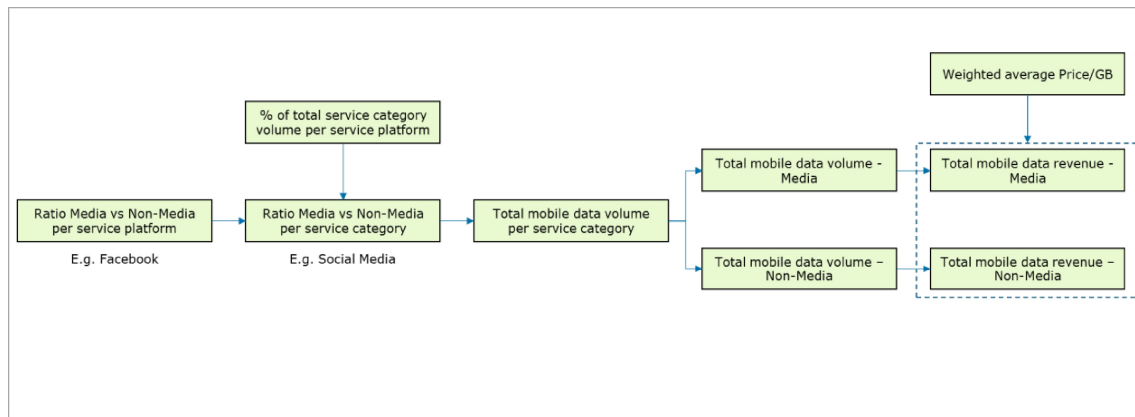 Weighted average Price/GB
% of total service category
volume per service platform
Total mobile data volume -
Media
Total mobile data revenue -
Media
Ratio Media vs Non-Media
per service platform
Ratio Media vs Non-Media
per service category
Total mobile data volume
per service category
E.g. Facebook
E.g. Social Media
Total mobile data volume –
Non-Media
Total mobile data revenue –
Non-Media